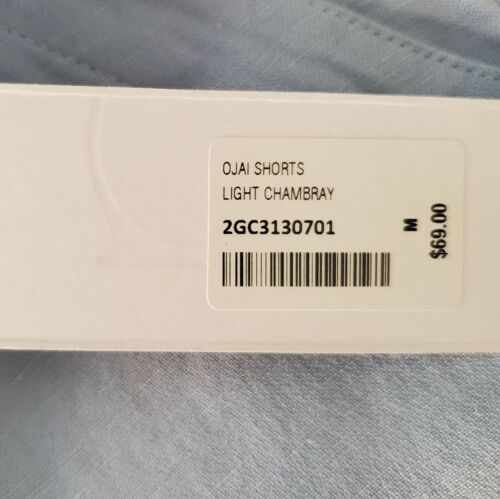 OJAI SHORTS
LIGHT CHAMBRAY
2GC3130701
M
$69.00